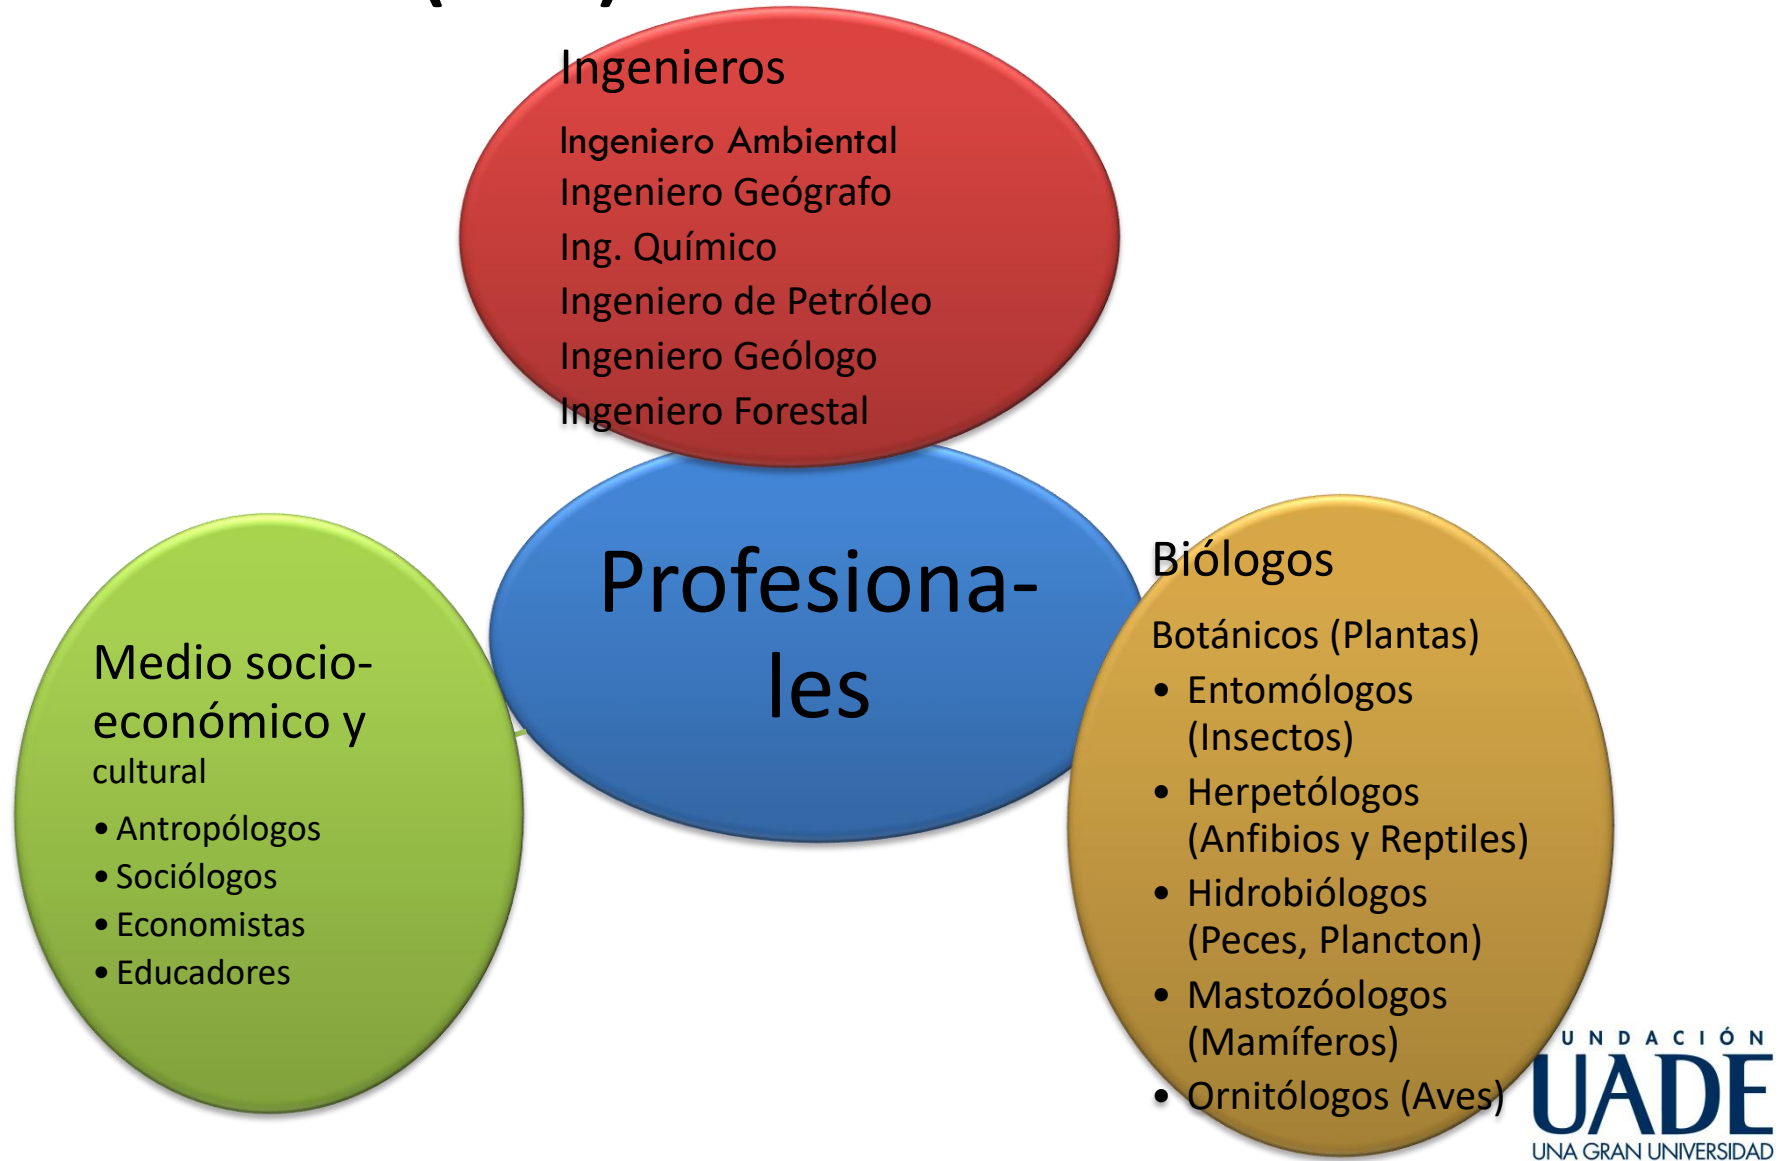 Ingenieros
Ingeniero Ambiental
Ingeniero Geógrafo
Ing. Químico
Ingeniero de Petróleo
Ingeniero Geólogo
Ingeniero Forestal
Profesiona-
les
Medio socio-
económico y
cultural
• Antropólogos
• Sociólogos
• Economistas
• Educadores
Biólogos
Botánicos (Plantas)
• Entomólogos
(Insectos)
• Herpetólogos
(Anfibios y Reptiles)
• Hidrobiólogos
(Peces, Plancton)
• Mastozóologos
(Mamíferos)
• Ornitólogos (Aves)
UNDACIÓN
UADE
UNA GRAN UNIVERSIDAD